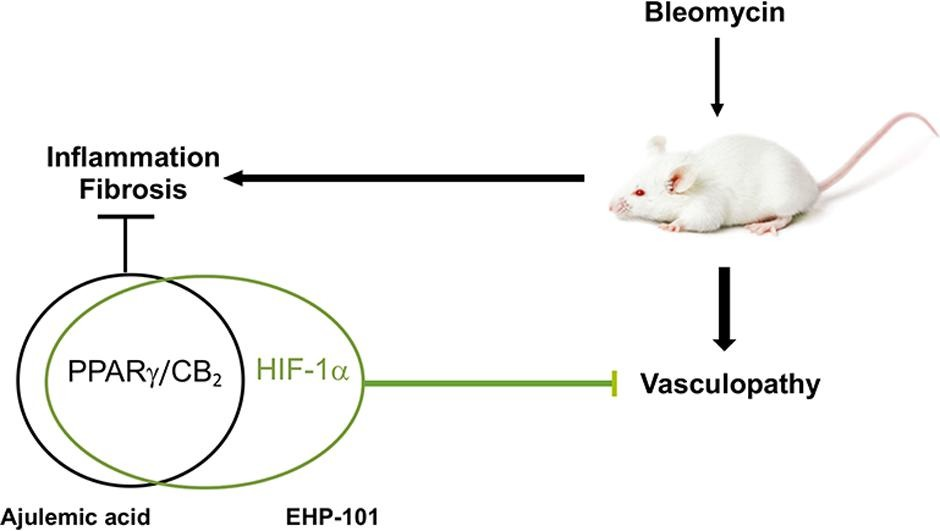 Bleomycin
Inflammation
Fibrosis
PPARγ/CB₂
HIF-1α
Vasculopathy
Ajulemic acid
EHP-101